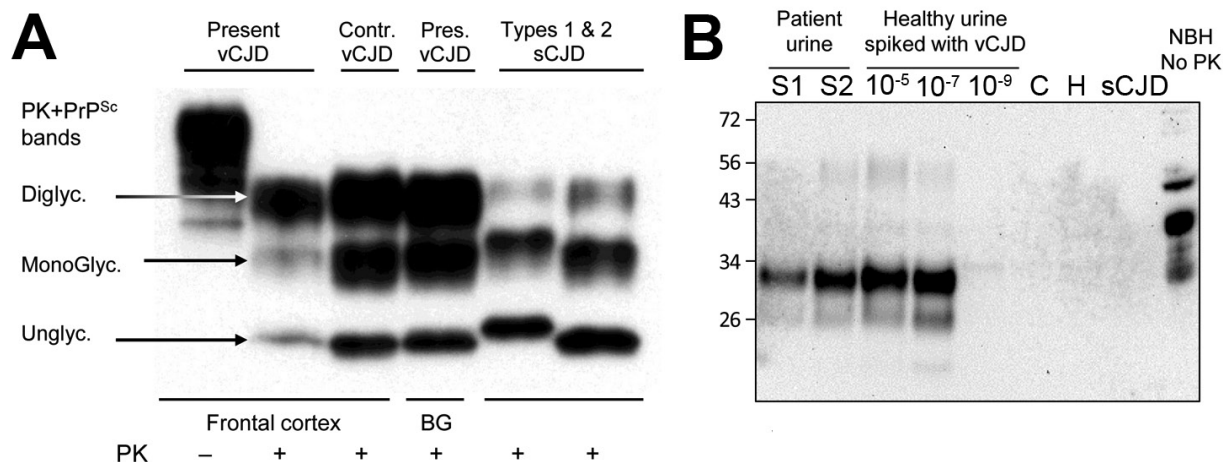 A
Present
vCJD
Contr.
vCJD
Pres.
vCJD
Types 1 & 2
sCJD
PK+PrPSc
bands
Diglyc.
MonoGlyc.
Unglyc.
Frontal cortex
BG
PK – + + + + +
B
Patient
urine
Healthy urine
spiked with vCJD
NBH
No PK
S1 S2 10-5 10-7 10-9 C H sCJD
72
56
43
34
26